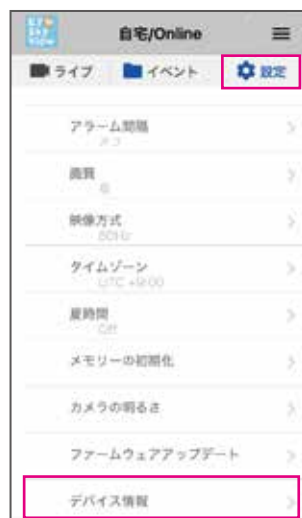 自宅/Online
ライブ
イベント
設定
アラーム間隔
オフ
画質
映像方式
60Hz
タイムゾーン
UTC +9:00
夏時間
Off
メモリーの初期化
カメラの明るさ
ファームウェアアップデート
デバイス情報